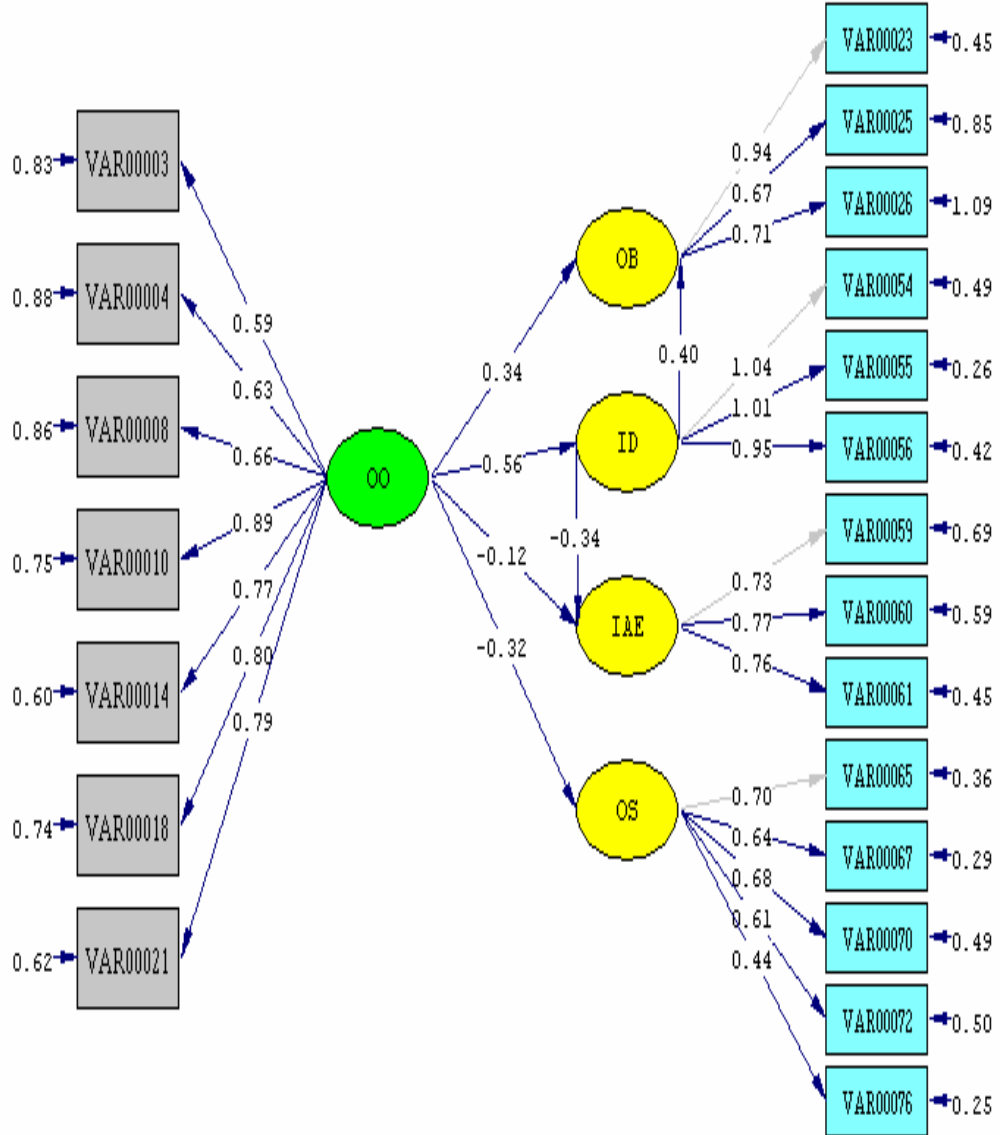 0.83 VAR00003
0.88 VAR00004
0.86 VAR00008
0.75 VAR00010
0.60 VAR00014
0.74 VAR00018
0.62 VAR00021
0.59
0.63
0.66
0.89
0.77
0.80
0.79
OO
0.34
0.56
-0.12
-0.32
OB
ID
IAE
OS
0.40
-0.34
0.94
0.67
0.71
1.04
1.01
0.95
0.73
0.77
0.76
0.70
0.64
0.68
0.61
0.44
VAR00023 0.45
VAR00025 0.85
VAR00026 1.09
VAR00054 0.49
VAR00055 0.26
VAR00056 0.42
VAR00059 0.69
VAR00060 0.59
VAR00061 0.45
VAR00065 0.36
VAR00067 0.29
VAR00070 0.49
VAR00072 0.50
VAR00076 0.25